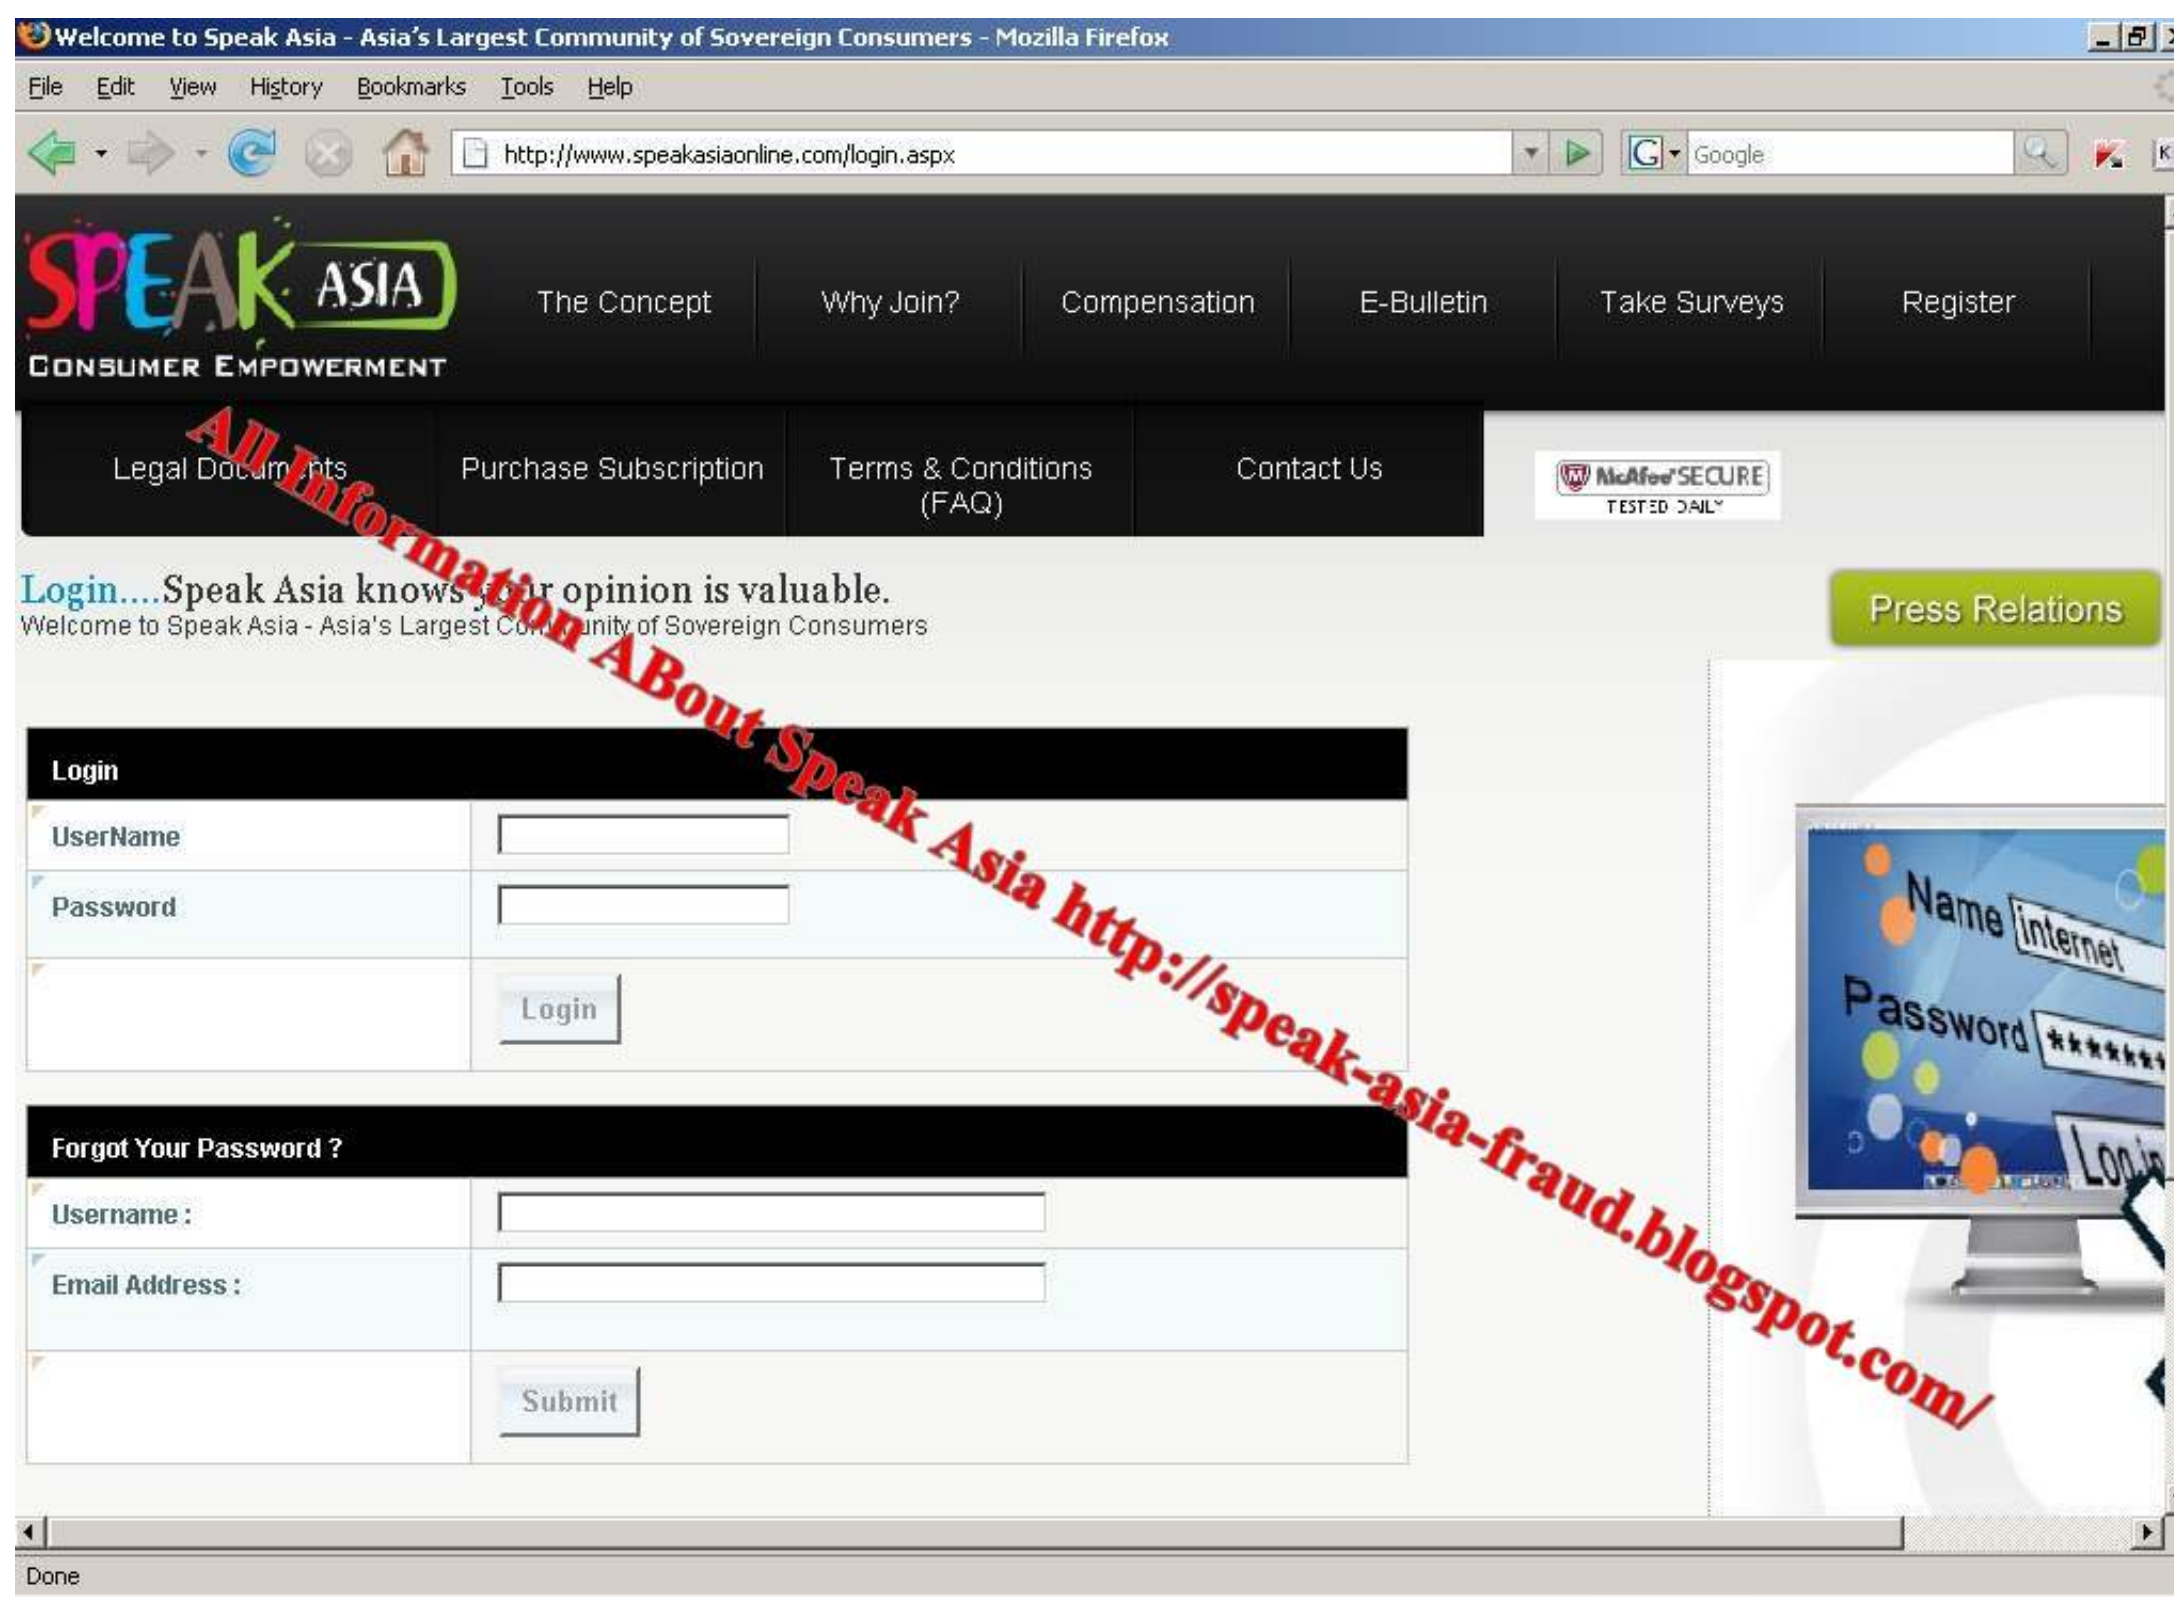 Welcome to Speak Asia - Asia's Largest Community of Sovereign Consumers - Mozilla Firefox
File Edit View History Bookmarks Tools Help
http://www.speakasiaonline.com/login.aspx
G Google
K
SPEAK ASIA
CONSUMER EMPOWERMENT
The Concept
Why Join?
Compensation
E-Bulletin
Take Surveys
Register
Legal Documents
Purchase Subscription
Terms & Conditions
(FAQ)
Contact Us
McAfee SECURE
TESTED DAILY
All Information ABout Speak Asia http://speak-asia-fraud.blogspot.com/
Login....Speak Asia knows your opinion is valuable.
Welcome to Speak Asia - Asia's Largest Community of Sovereign Consumers
Press Relations
Login
UserName
Password
Login
Name internet
Password *******
Forgot Your Password ?
Username :
Email Address :
Submit
Done